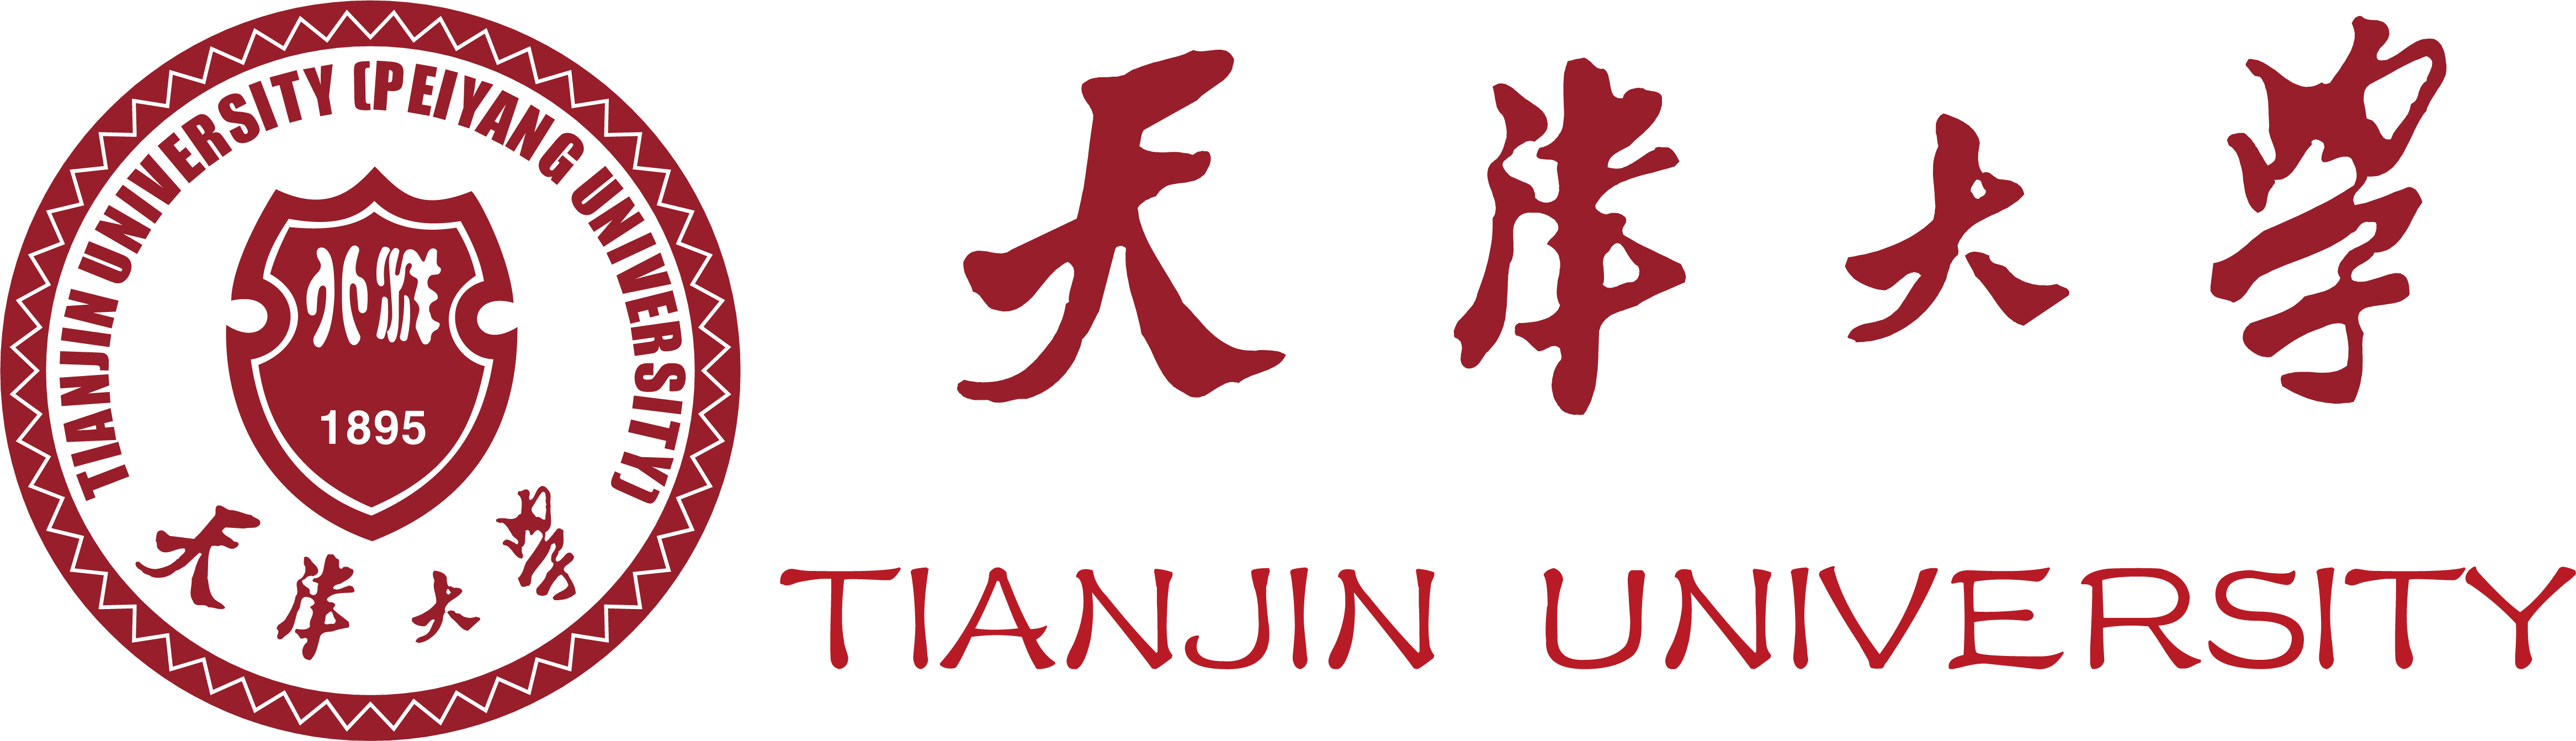 TIANJIN UNIVERSITY (PEIYANG UNIVERSITY)
北洋
1895
天津大学
天津大学
TIANJIN UNIVERSITY